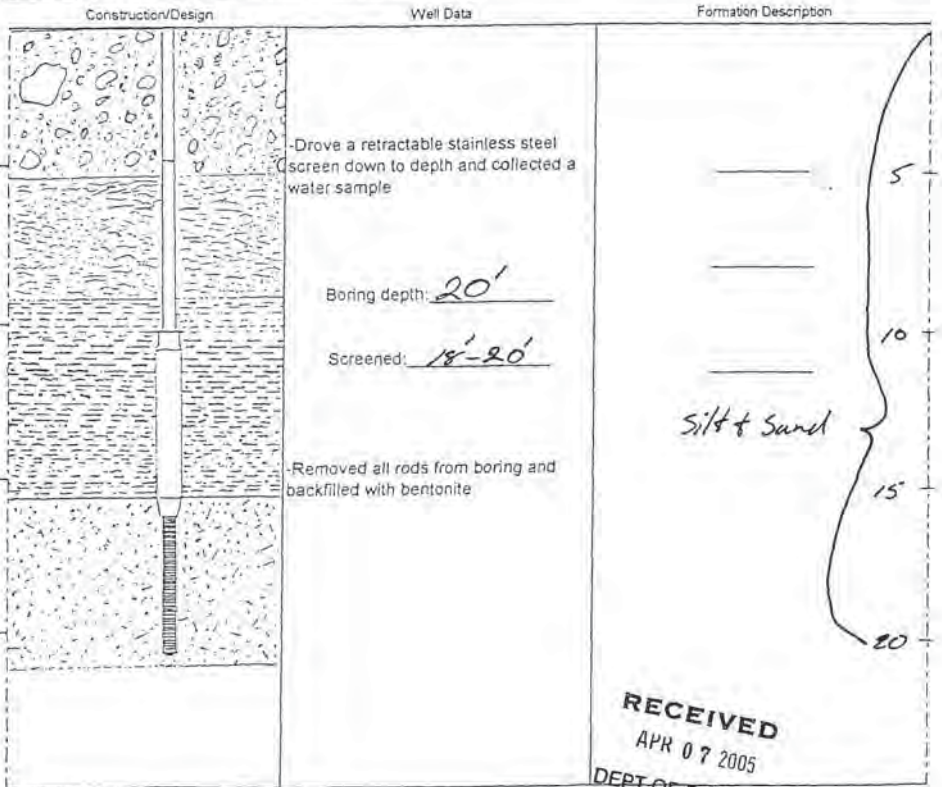 Construction/Design
Well Data
Formation Description
-Drove a retractable stainless steel
screen down to depth and collected a
water sample
Boring depth: 20'
Screened: 18'-20'
-Removed all rods from boring and
backfilled with bentonite
5
10
Silt & Sand
15
20
RECEIVED
APR 07 2005
DEPT OF